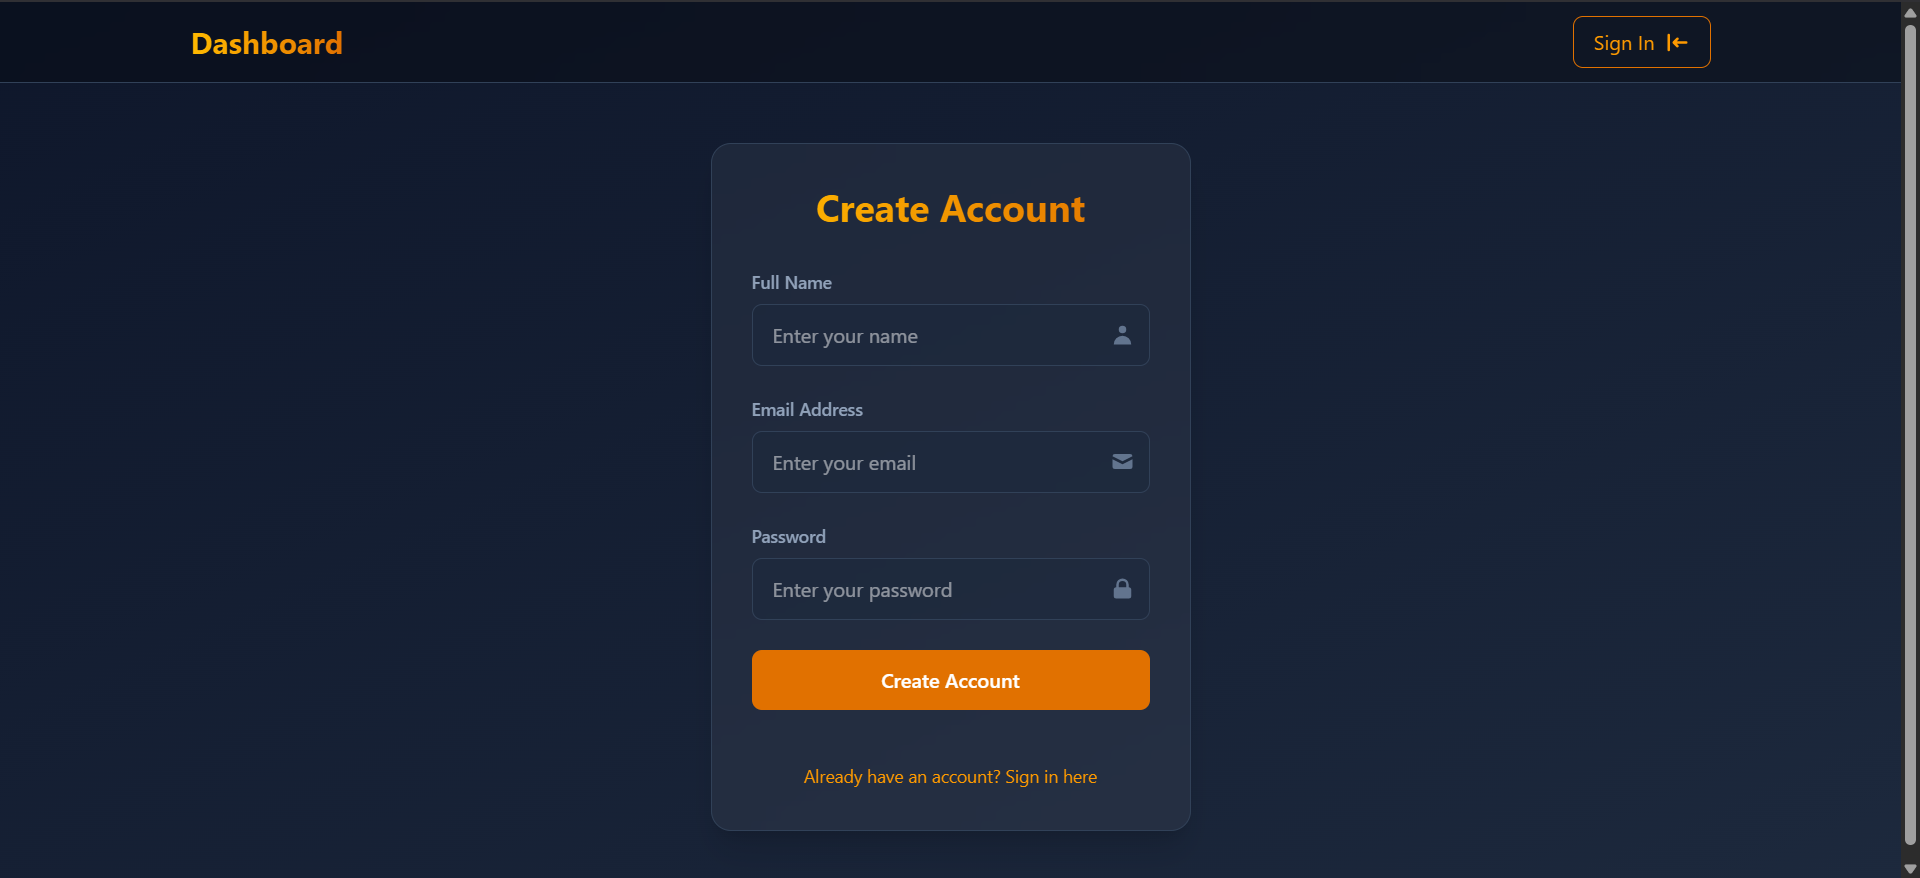 Dashboard
Sign In
Create Account
Full Name
Enter your name
Email Address
Enter your email
Password
Enter your password
Create Account
Already have an account? Sign in here